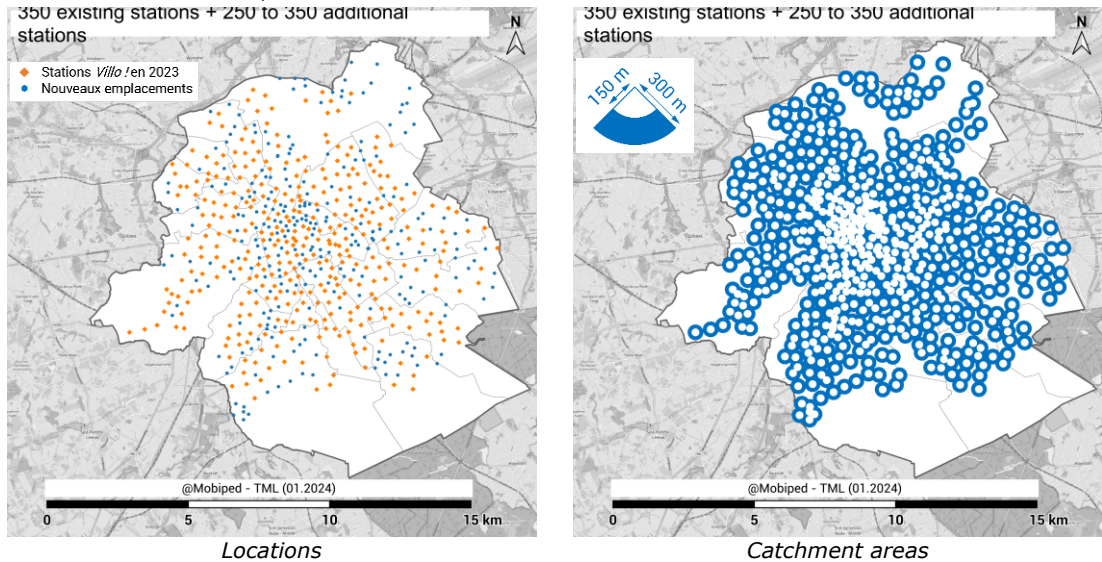 350 existing stations + 250 to 350 additional
stations
N
Stations Villo ! en 2023
Nouveaux emplacements
@Mobiped - TML (01.2024)
0 5 10 15 km
Locations
350 existing stations + 250 to 350 additional
stations
N
150 m
300 m
@Mobiped - TML (01.2024)
0 5 10 15 km
Catchment areas